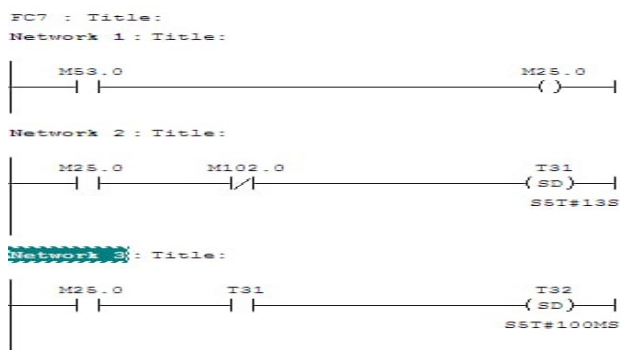 FC7 : Title:
Network 1 : Title:
M53.0 M25.0
Network 2 : Title:
M25.0 M102.0 T31
SD
S5T#13S
Network 3 : Title:
M25.0 T31 T32
SD
S5T#100MS